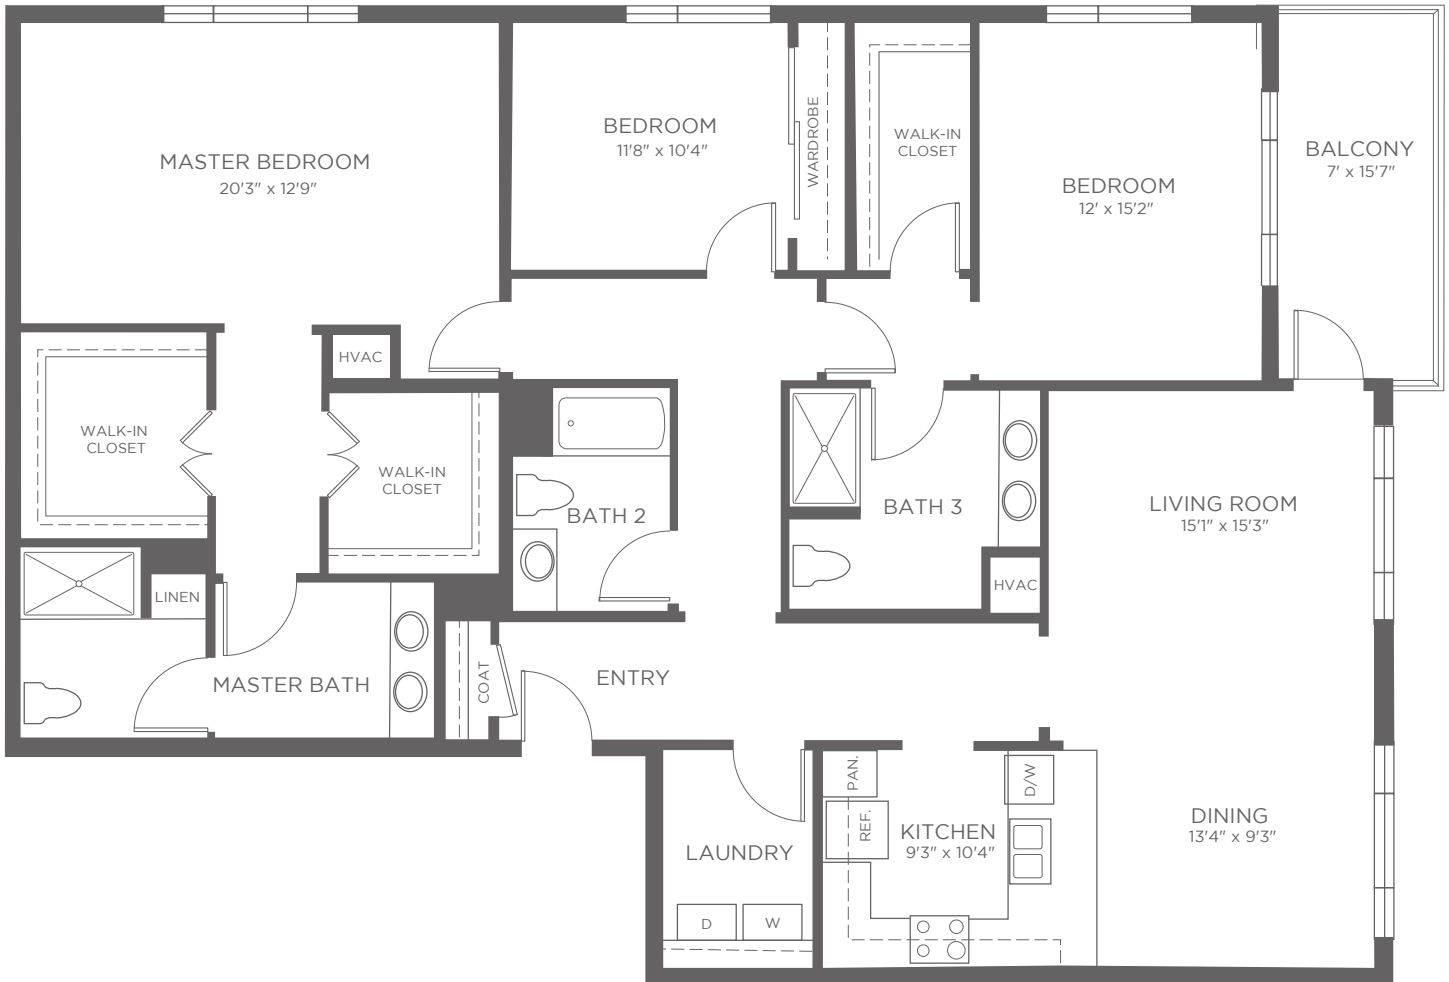 MASTER BEDROOM
20'3" x 12'9"
BEDROOM
11'8" x 10'4"
WARDROBE
WALK-IN
CLOSET
BEDROOM
12' x 15'2"
BALCONY
7' x 15'7"
HVAC
WALK-IN
CLOSET
WALK-IN
CLOSET
BATH 2
BATH 3
LIVING ROOM
15'1" x 15'3"
HVAC
LINEN
MASTER BATH
COAT
ENTRY
PAN.
REF.
KITCHEN
9'3" x 10'4"
D/W
DINING
13'4" x 9'3"
LAUNDRY
D
W